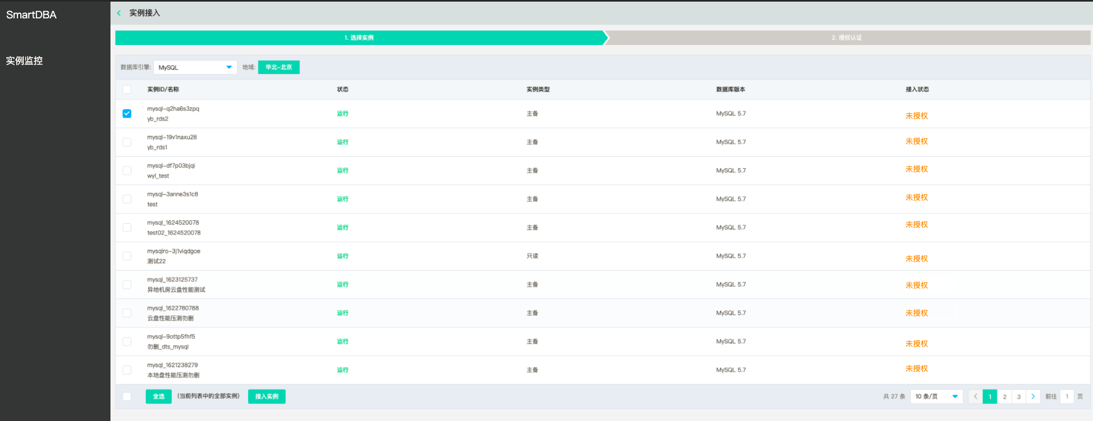 SmartDBA
实例接入
实例监控
1. 选择实例
2. 授权认证
数据库引擎: MySQL 地域: 华北-北京
实例ID/名称 状态 实例类型 数据库版本 接入状态
mysql-q2ha6s3zpq
yb_rds2
运行 主备 MySQL 5.7 未授权
mysql-19v1naxu28
yb_rds1
运行 主备 MySQL 5.7 未授权
mysql-df7p03bjqi
wyl_test
运行 主备 MySQL 5.7 未授权
mysql-3anne3s1c8
test
运行 主备 MySQL 5.7 未授权
mysql_1624520078
test02_1624520078
运行 主备 MySQL 5.7 未授权
测试22
运行 只读 MySQL 5.7 未授权
mysql_1623125737
异地机房云盘性能测试
运行 主备 MySQL 5.7 未授权
mysql_1622780788
云盘性能压测勿删
运行 主备 MySQL 5.7 未授权
mysql-9ottp5fhf5
勿删_dts_mysql
运行 主备 MySQL 5.7 未授权
mysql_1621239279
本地盘性能压测勿删
运行 主备 MySQL 5.7 未授权
全选 (当前列表中的全部实例) 接入实例 共 27 条 10 条/页 1 2 3 前往 1 页